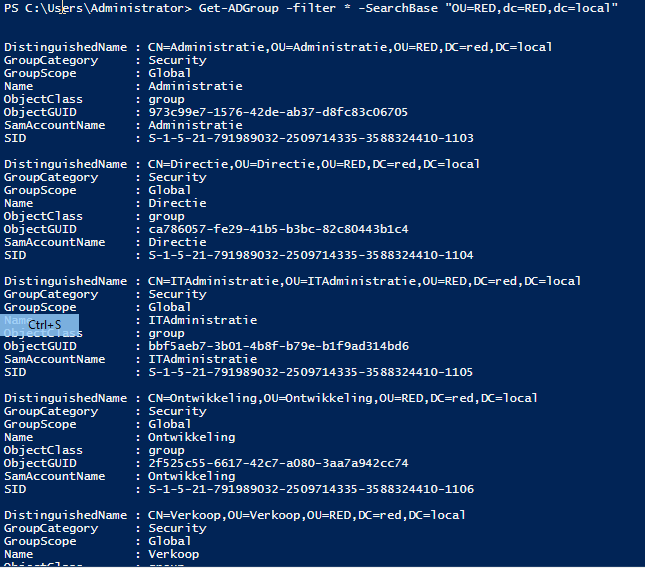 PS C:\Users\Administrator> Get-ADGroup -filter * -SearchBase "OU=RED,dc=RED,dc=local"
DistinguishedName : CN=Administratie,OU=Administratie,OU=RED,DC=red,DC=local
GroupCategory : Security
GroupScope : Global
Name : Administratie
ObjectClass : group
ObjectGUID : 973c99e7-1576-42de-ab37-d8fc83c06705
SamAccountName : Administratie
SID : S-1-5-21-791989032-2509714335-3588324410-1103
DistinguishedName : CN=Directie,OU=Directie,OU=RED,DC=red,DC=local
GroupCategory : Security
GroupScope : Global
Name : Directie
ObjectClass : group
ObjectGUID : ca786057-fe29-41b5-b3bc-82c80443b1c4
SamAccountName : Directie
SID : S-1-5-21-791989032-2509714335-3588324410-1104
DistinguishedName : CN=ITAdministratie,OU=ITAdministratie,OU=RED,DC=red,DC=local
GroupCategory : Security
GroupScope : Global
Name : ITAdministratie
Ctrl+S
ObjectClass : group
ObjectGUID : bbf5aeb7-3b01-4b8f-b79e-b1f9ad314bd6
SamAccountName : ITAdministratie
SID : S-1-5-21-791989032-2509714335-3588324410-1105
DistinguishedName : CN=Ontwikkeling,OU=Ontwikkeling,OU=RED,DC=red,DC=local
GroupCategory : Security
GroupScope : Global
Name : Ontwikkeling
ObjectClass : group
ObjectGUID : 2f525c55-6617-42c7-a080-3aa7a942cc74
SamAccountName : Ontwikkeling
SID : S-1-5-21-791989032-2509714335-3588324410-1106
DistinguishedName : CN=Verkoop,OU=Verkoop,OU=RED,DC=red,DC=local
GroupCategory : Security
GroupScope : Global
Name : Verkoop
ObjectClass : group